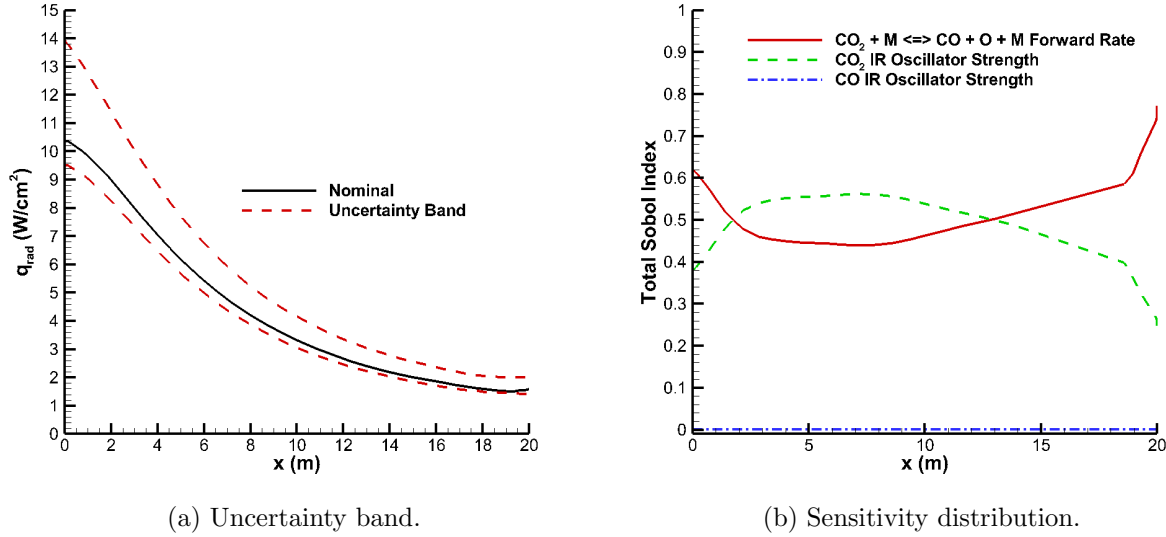 15
14
13
12
11
10
9
8
7
6
5
4
3
2
1
0
q_rad (W/cm²)
Nominal
Uncertainty Band
0 2 4 6 8 10 12 14 16 18 20
x (m)
(a) Uncertainty band.
1
0.9
0.8
0.7
0.6
0.5
0.4
0.3
0.2
0.1
0
Total Sobol Index
CO₂ + M <=> CO + O + M Forward Rate
CO₂ IR Oscillator Strength
CO IR Oscillator Strength
0 5 10 15 20
x (m)
(b) Sensitivity distribution.